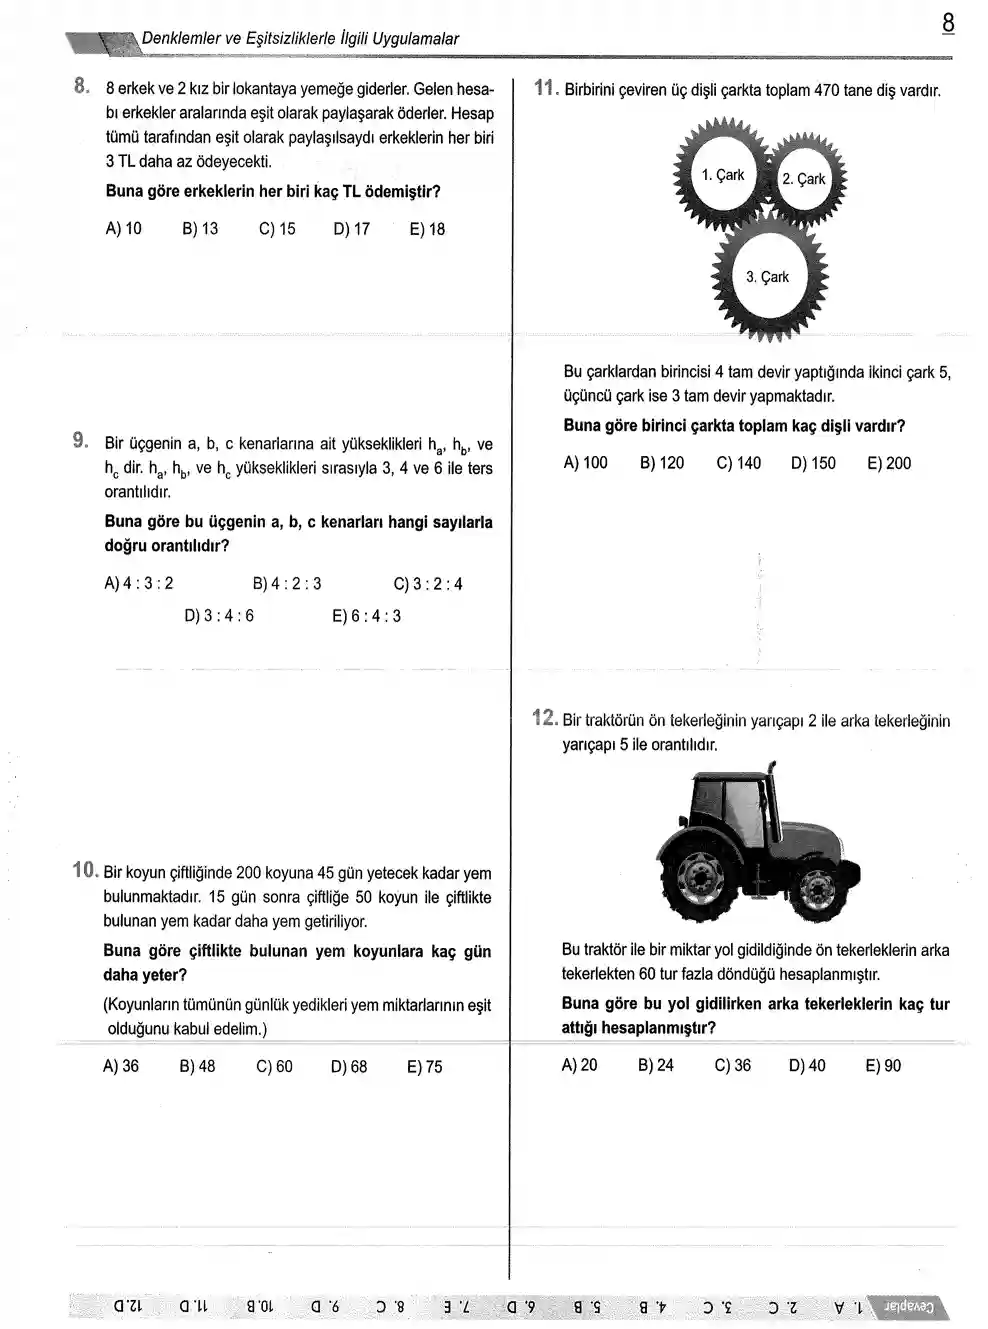 Denklemler ve Eşitsizliklerle İlgili Uygulamalar
8
8. 8 erkek ve 2 kız bir lokantaya yemeğe giderler. Gelen hesa-
bı erkekler aralarında eşit olarak paylaşarak öderler. Hesap
tümü tarafından eşit olarak paylaşılsaydı erkeklerin her biri
3 TL daha az ödeyecekti.
Buna göre erkeklerin her biri kaç TL ödemiştir?
A) 10 B) 13 C) 15 D) 17 E) 18
9. Bir üçgenin a, b, c kenarlarına ait yükseklikleri hₐ, h_b, ve
h_c dir. hₐ, h_b, ve h_c yükseklikleri sırasıyla 3, 4 ve 6 ile ters
orantılıdır.
Buna göre bu üçgenin a, b, c kenarları hangi sayılarla
doğru orantılıdır?
A) 4 : 3 : 2 B) 4 : 2 : 3 C) 3 : 2 : 4
D) 3 : 4 : 6 E) 6 : 4 : 3
10. Bir koyun çiftliğinde 200 koyuna 45 gün yetecek kadar yem
bulunmaktadır. 15 gün sonra çiftliğe 50 koyun ile çiftlikte
bulunan yem kadar daha yem getiriliyor.
Buna göre çiftlikte bulunan yem koyunlara kaç gün
daha yeter?
(Koyunların tümünün günlük yedikleri yem miktarlarının eşit
olduğunu kabul edelim.)
A) 36 B) 48 C) 60 D) 68 E) 75
11. Birbirini çeviren üç dişli çarkta toplam 470 tane diş vardır.
1. Çark
2. Çark
3. Çark
Bu çarklardan birincisi 4 tam devir yaptığında ikinci çark 5,
üçüncü çark ise 3 tam devir yapmaktadır.
Buna göre birinci çarkta toplam kaç dişli vardır?
A) 100 B) 120 C) 140 D) 150 E) 200
12. Bir traktörün ön tekerleğinin yarıçapı 2 ile arka tekerleğinin
yarıçapı 5 ile orantılıdır.
Bu traktör ile bir miktar yol gidildiğinde ön tekerleklerin arka
tekerlekten 60 tur fazla döndüğü hesaplanmıştır.
Buna göre bu yol gidilirken arka tekerleklerin kaç tur
attığı hesaplanmıştır?
A) 20 B) 24 C) 36 D) 40 E) 90
Cevaplar 1. A 2. C 3. C 4. B 5. B 6. D 7. E 8. C 9. D 10. B 11. D 12. D